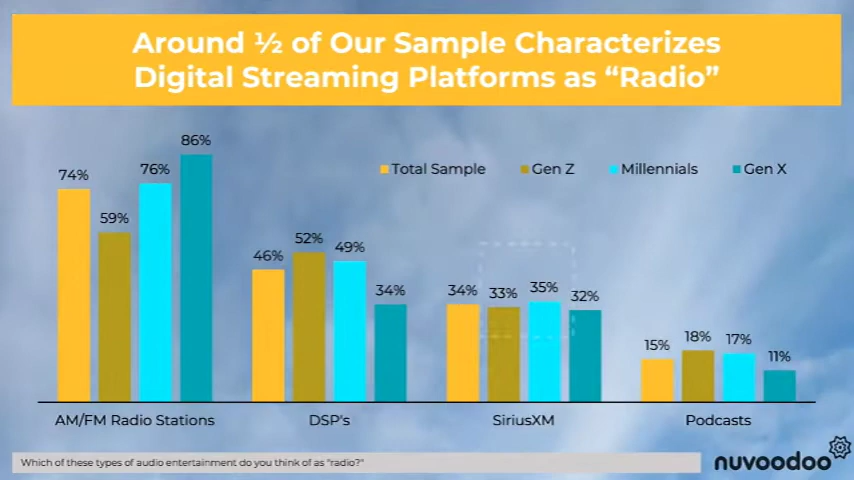 Around ½ of Our Sample Characterizes
Digital Streaming Platforms as “Radio”
Total Sample
Gen Z
Millennials
Gen X
74%
59%
76%
86%
46%
52%
49%
34%
34%
33%
35%
32%
15%
18%
17%
11%
AM/FM Radio Stations
DSP's
SiriusXM
Podcasts
Which of these types of audio entertainment do you think of as "radio?"
nuvoodoo